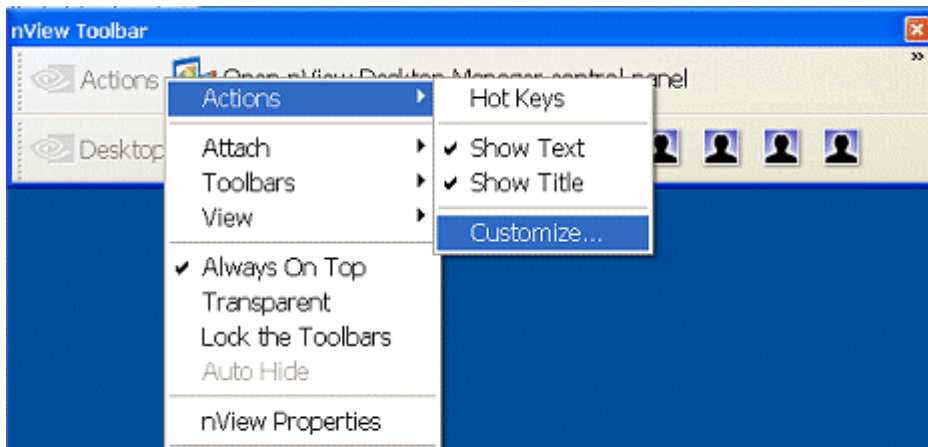 nView Toolbar
Actions Open nView Desktop Manager control panel »
Desktop
Actions
Attach
Toolbars
View
Always On Top
Transparent
Lock the Toolbars
Auto Hide
nView Properties
Hot Keys
Show Text
Show Title
Customize...